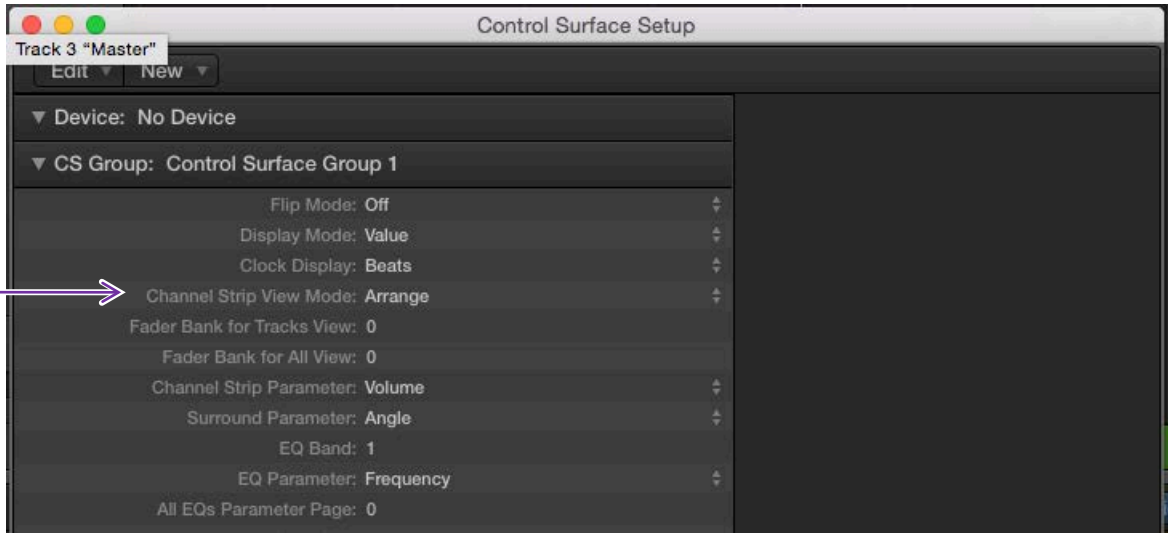 Control Surface Setup
Track 3 “Master”
Edit New
Device: No Device
CS Group: Control Surface Group 1
Flip Mode: Off
Display Mode: Value
Clock Display: Beats
Channel Strip View Mode: Arrange
Fader Bank for Tracks View: 0
Fader Bank for All View: 0
Channel Strip Parameter: Volume
Surround Parameter: Angle
EQ Band: 1
EQ Parameter: Frequency
All EQs Parameter Page: 0